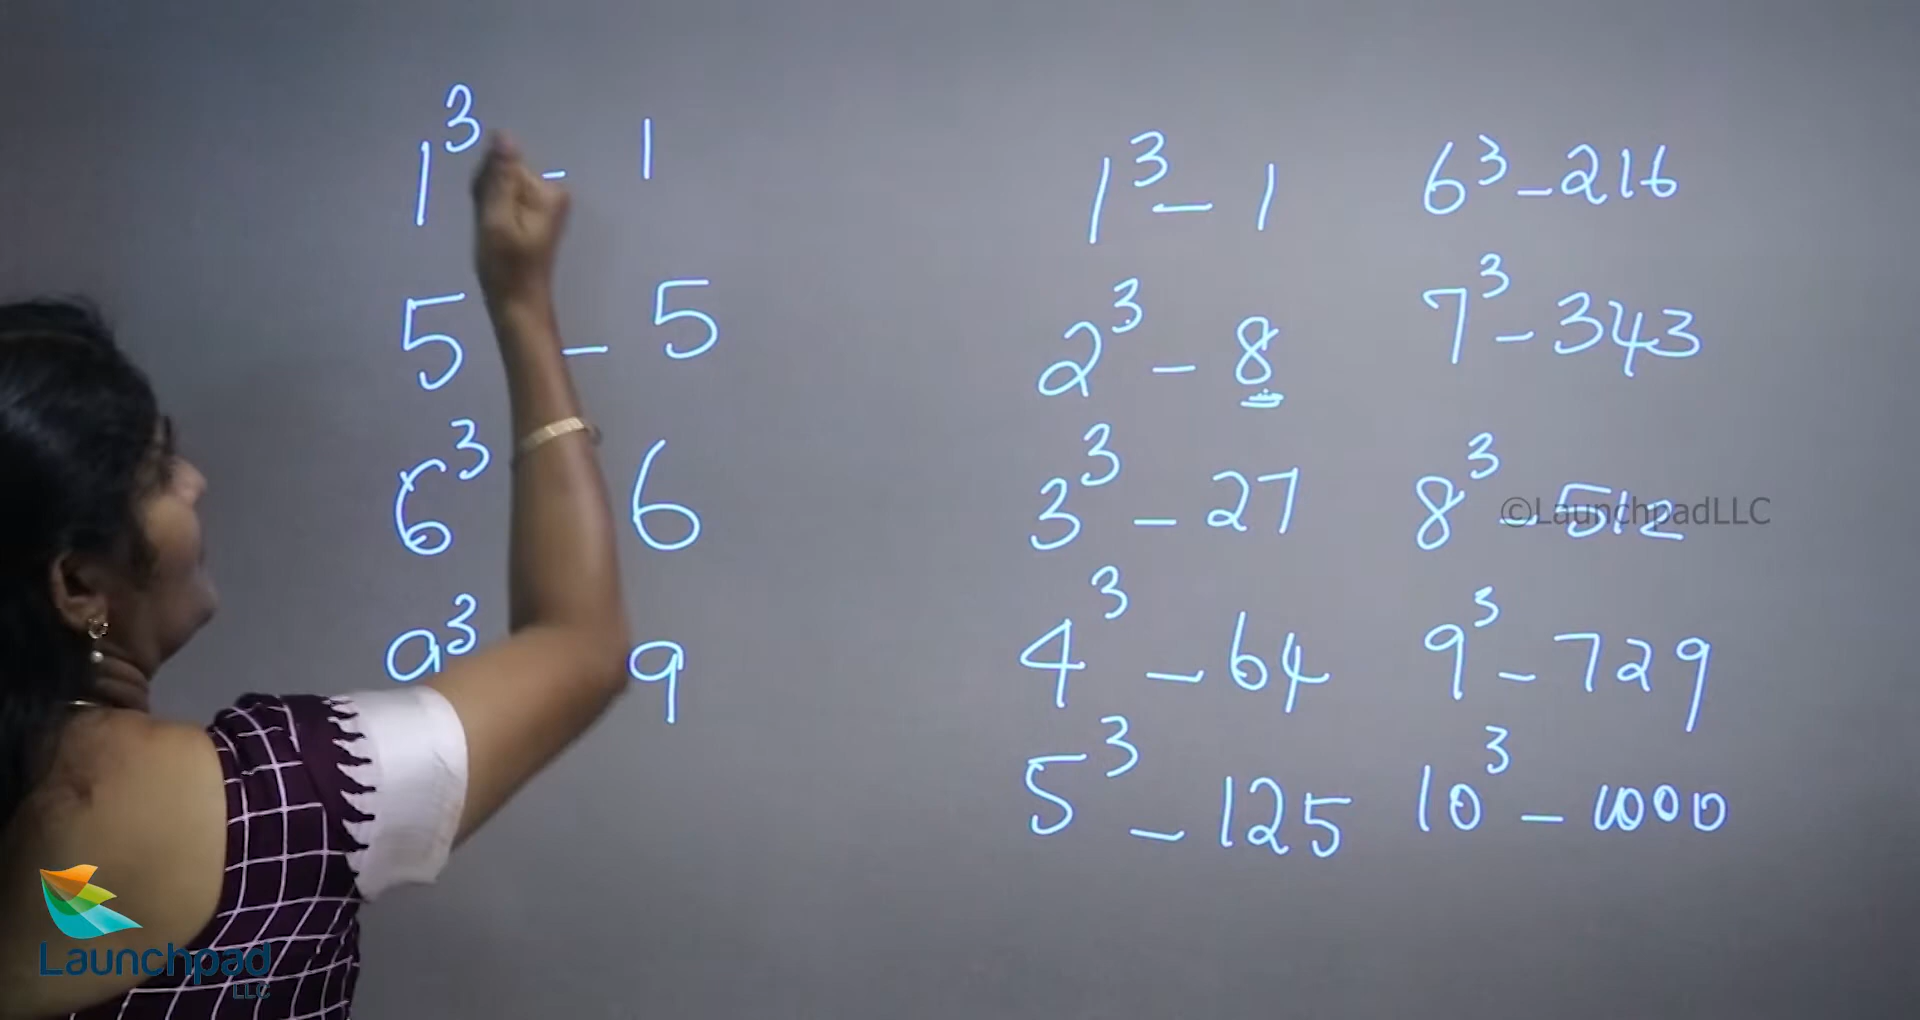 1³ - 1
5 - 5
6³ 6
9³ 9
1³ - 1
2³ - 8
3³ - 27
4³ - 64
5³ - 125
6³ - 216
7³ - 343
8³ - 512
9³ - 729
10³ - 1000
©LaunchpadLLC
Launchpad
LLC